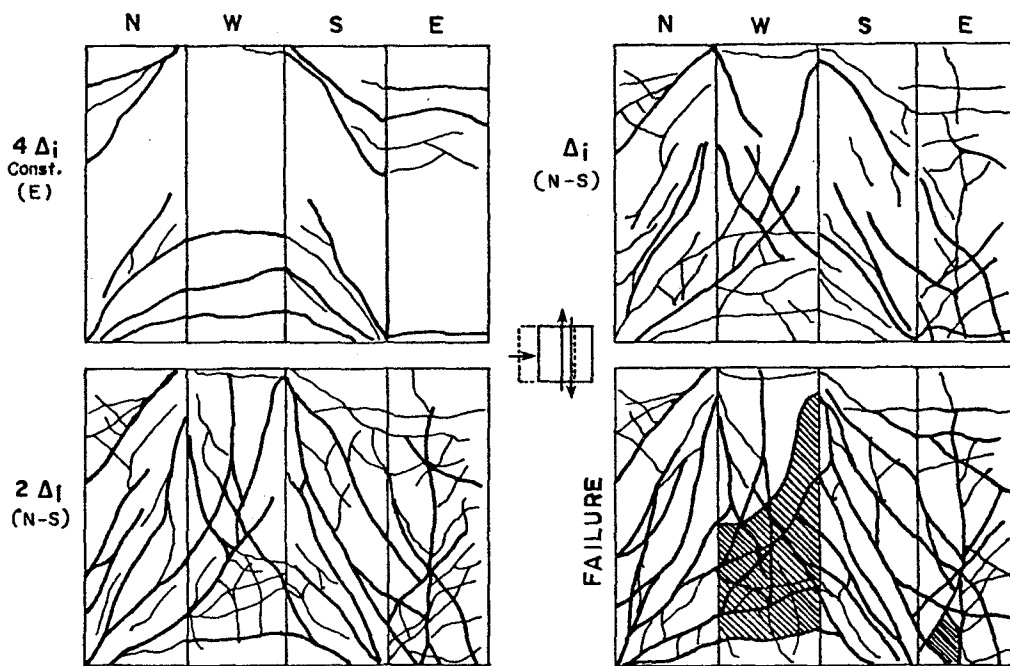 N W S E
4 Δi
Const.
(E)
N W S E
Δi
(N-S)
2 Δi
(N-S)
FAILURE